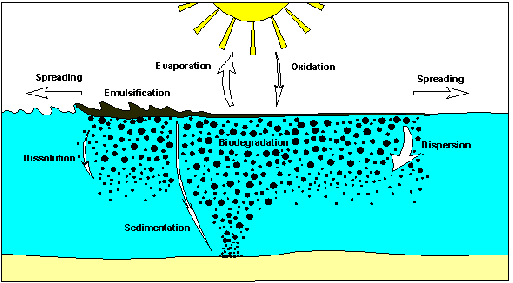 Evaporation
Oxidation
Spreading
Spreading
Emulsification
Biodegradation
Dispersion
Dissolution
Sedimentation